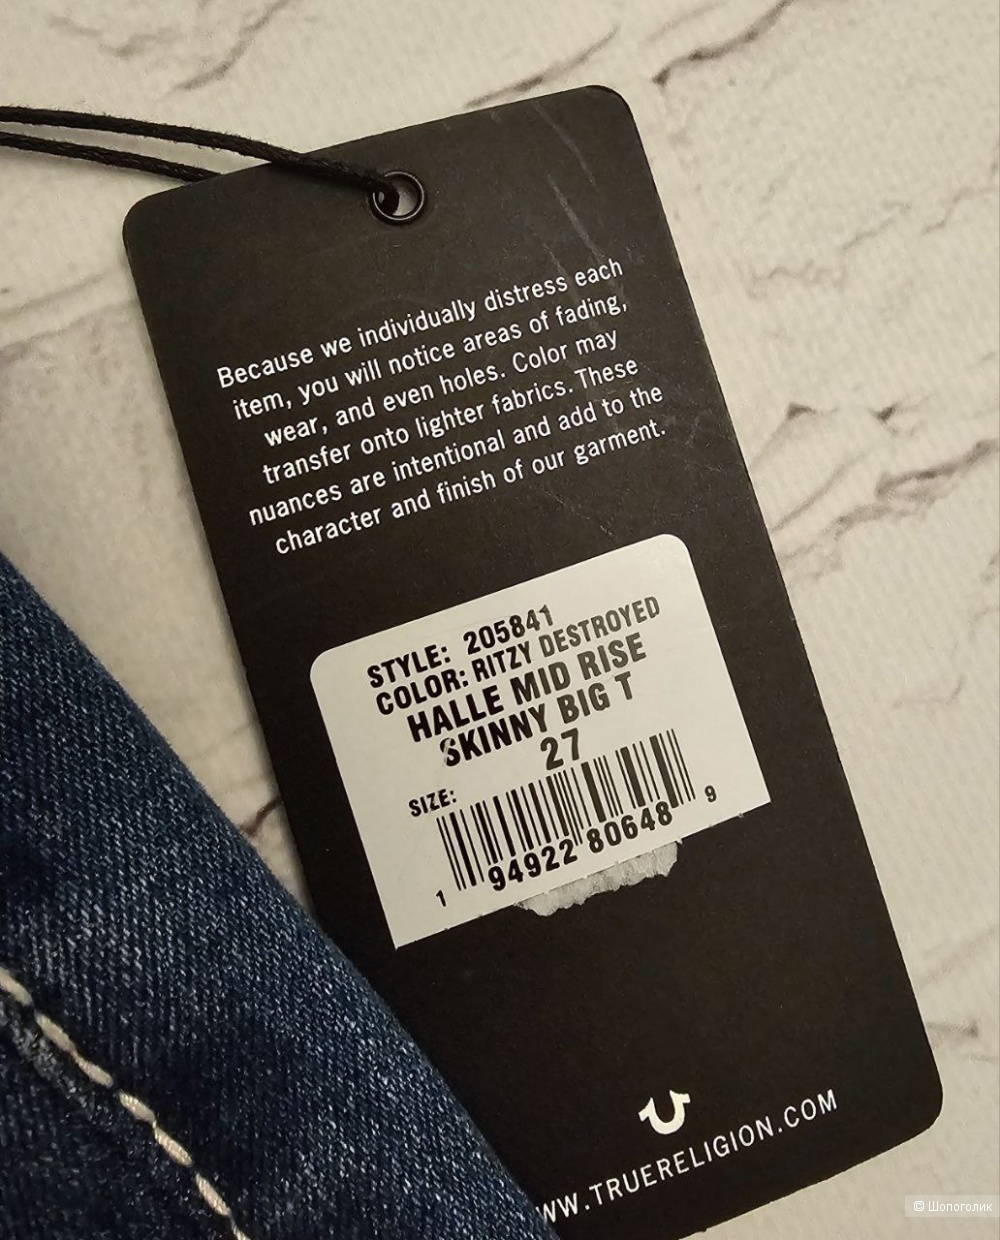 Because we individually distress each
item, you will notice areas of fading,
wear, and even holes. Color may
transfer onto lighter fabrics. These
nuances are intentional and add to the
character and finish of our garment.
STYLE: 205841
COLOR: RITZY DESTROYED
HALLE MID RISE
SKINNY BIG T
SIZE: 27
1 94922 80648 9
WW.TRUERELIGION.COM
© Шопоголик